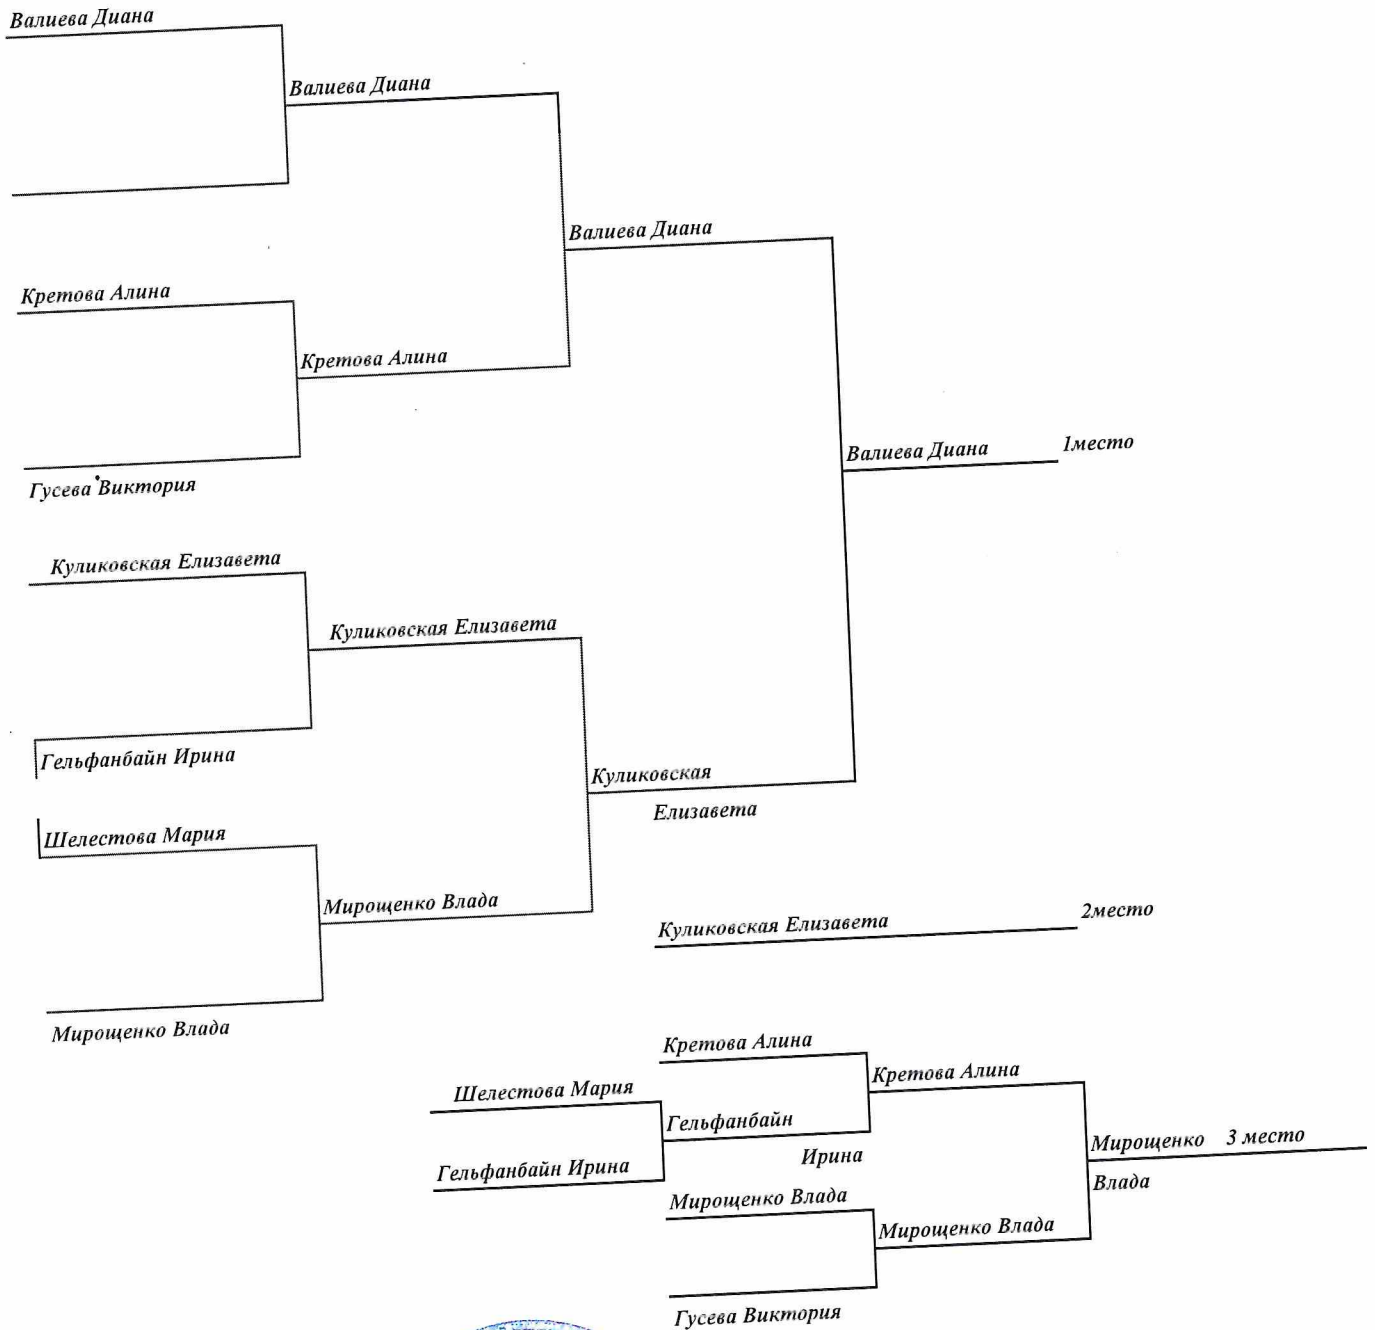 Валиева Диана
Валиева Диана
Валиева Диана
Кретова Алина
Кретова Алина
Валиева Диана 1место
Гусева Виктория
Куликовская Елизавета
Куликовская Елизавета
Гельфанбайн Ирина
Куликовская
Елизавета
Шелестова Мария
Мирощенко Влада
Куликовская Елизавета 2место
Мирощенко Влада
Кретова Алина
Кретова Алина
Шелестова Мария
Гельфанбайн
Ирина
Мирощенко 3 место
Влада
Гельфанбайн Ирина
Мирощенко Влада
Мирощенко Влада
Гусева Виктория